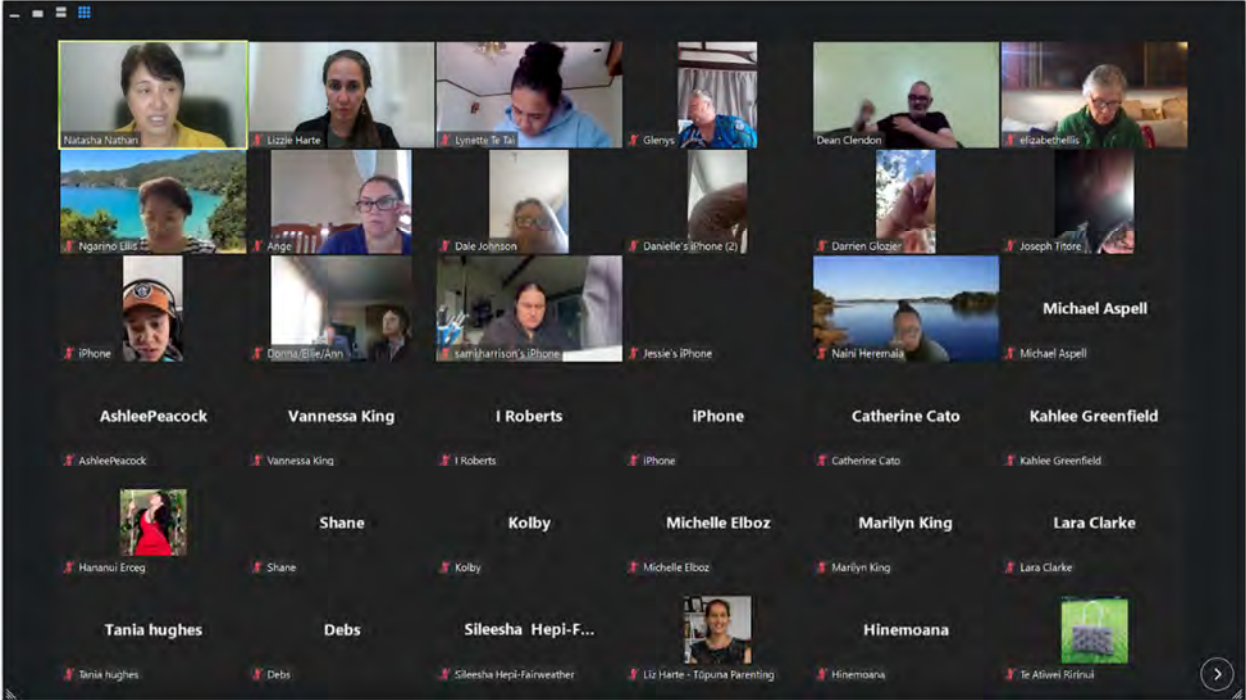 Natasha Nathan
Lizzie Harte
Lynette Te Tai
Glenys
Dean Clendon
elizabethellis
Ngarino Ellis
Ange
Dale Johnson
Danielle's iPhone (2)
Darrien Glozier
Joseph Titore
iPhone
Donna/Ellie/Ann
samiharrison's iPhone
Jessie's iPhone
Naini Heremaia
Michael Aspell
Michael Aspell
AshleePeacock
Vannessa King
I Roberts
iPhone
Catherine Cato
Kahlee Greenfield
AshleePeacock
Vannessa King
I Roberts
iPhone
Catherine Cato
Kahlee Greenfield
Shane
Kolby
Michelle Elboz
Marilyn King
Lara Clarke
Hananui Erceg
Shane
Kolby
Michelle Elboz
Marilyn King
Lara Clarke
Tania hughes
Debs
Sileesha Hepi-F...
Hinemoana
Tania hughes
Debs
Sileesha Hepi-Fairweather
Liz Harte - Tūpuna Parenting
Hinemoana
Te Atiwei Ririnui